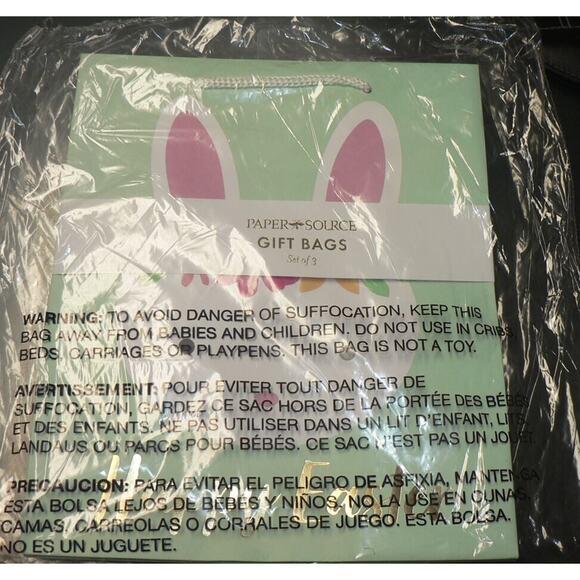 PAPER SOURCE
GIFT BAGS
Set of 3
WARNING: TO AVOID DANGER OF SUFFOCATION, KEEP THIS
BAG AWAY FROM BABIES AND CHILDREN. DO NOT USE IN CRIBS,
BEDS, CARRIAGES OR PLAYPENS. THIS BAG IS NOT A TOY.
AVERTISSEMENT: POUR ÉVITER TOUT DANGER DE
SUFFOCATION, GARDEZ CE SAC HORS DE LA PORTÉE DES BÉBÉS
ET DES ENFANTS. NE PAS UTILISER DANS UN LIT D'ENFANT, LITS,
LANDAUS OU PARCS POUR BÉBÉS. CE SAC N'EST PAS UN JOUET.
PRECAUCION: PARA EVITAR EL PELIGRO DE ASFIXIA, MANTENGA
ESTA BOLSA LEJOS DE BEBÉS Y NIÑOS. NO LA USE EN CUNAS,
CAMAS, CARREOLAS O CORRALES DE JUEGO. ESTA BOLSA.
NO ES UN JUGUETE.
Happy Easter